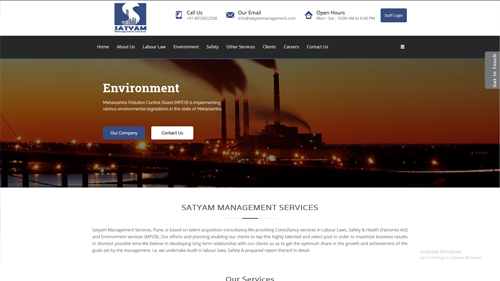 SATYAM
Call Us
+91 8055822558
Our Email
info@satyammanagement.com
Open Hours
Mon - Sat : 10:00 AM to 6:30 PM
Staff Login
Home About Us Labour Law Environment Safety Other Services Clients Careers Contact Us
Get In Touch
Environment
Maharashtra Pollution Control Board (MPCB) is implementing
various environmental legislations in the state of Maharashtra.
Our Company
Contact Us
SATYAM MANAGEMENT SERVICES
Satyam Management Services, Pune, is based on talent acquisition consultancy.We providing Consultancy services in Labour Laws, Safety & Health (Factories Act)
and Environment services (MPCB). Our efforts and planning enabling our clients to tap this highly talented and select pool in order to maximize business results
in shortest possible time.We believe in developing long term relationship with our clients so as to get the optimum share in the growth and achievement of the
goals set by the management. i.e. we undertake Audit in labour laws, Safety & prepared report thereof in detail.
Activate Windows
Go to Settings to activate Windows.
Our Services